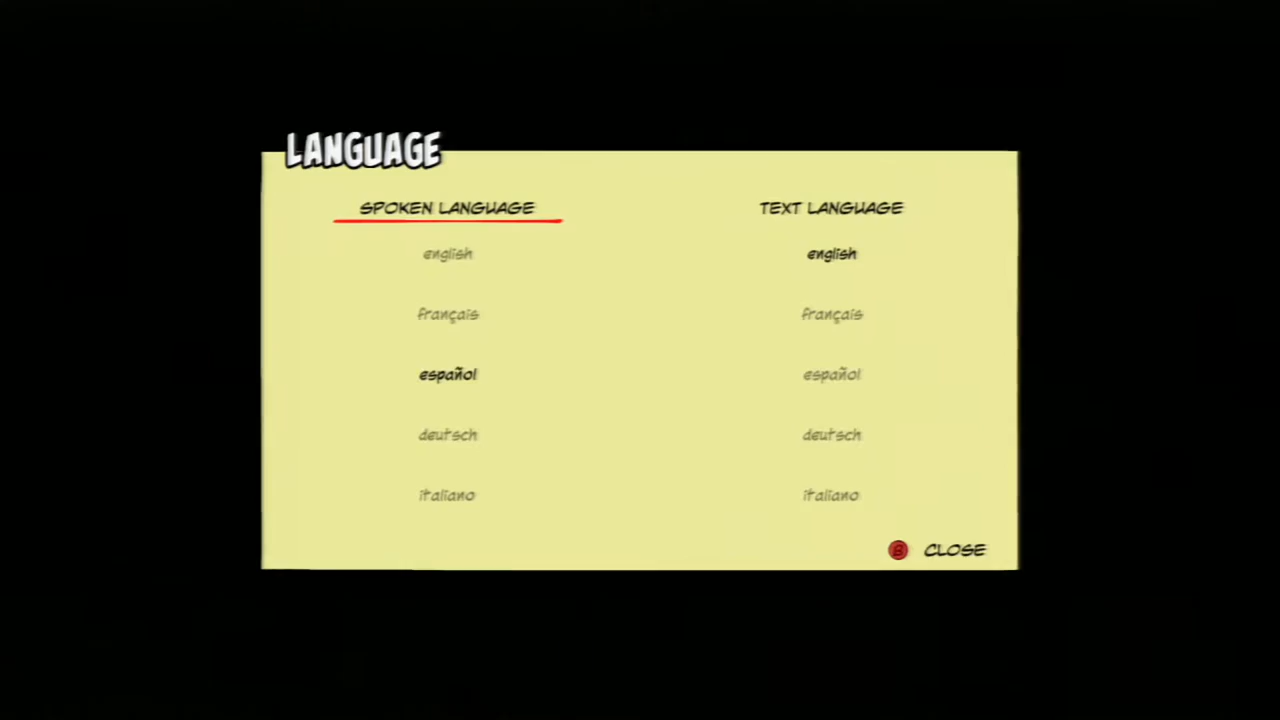 LANGUAGE
SPOKEN LANGUAGE TEXT LANGUAGE
english english
français français
español español
deutsch deutsch
italiano italiano
B CLOSE